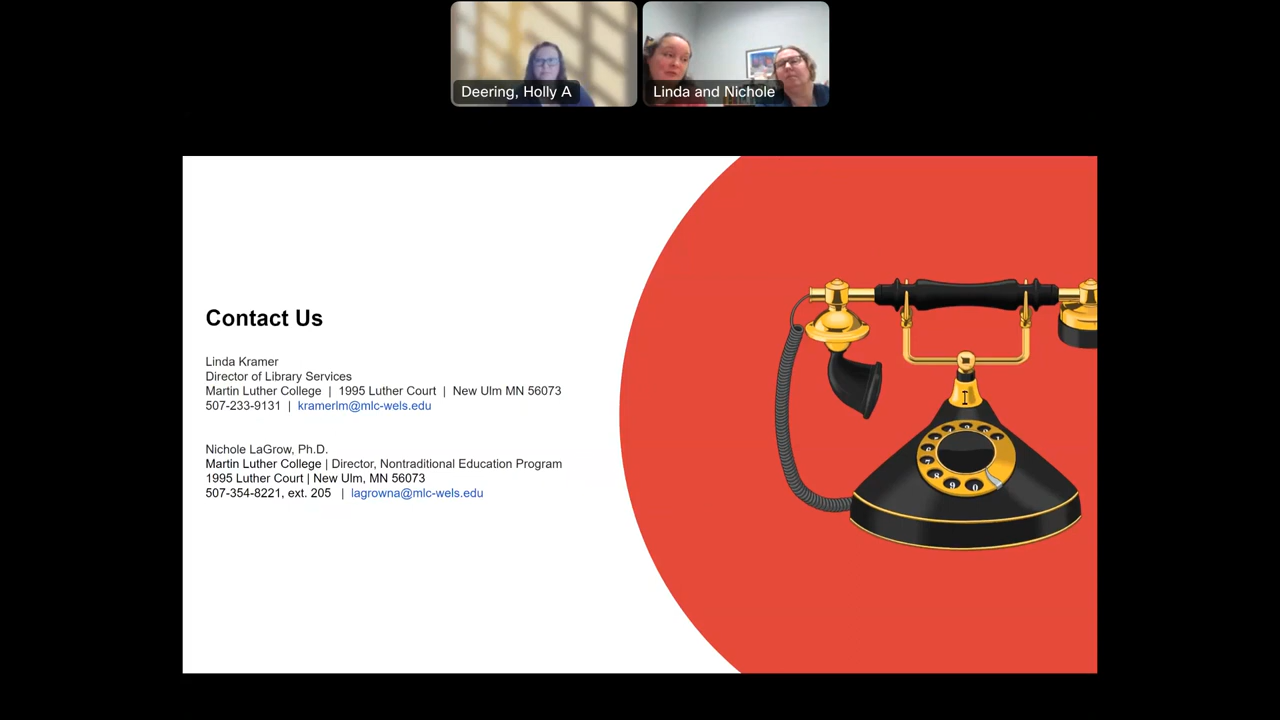 Deering, Holly A
Linda and Nichole
Contact Us
Linda Kramer
Director of Library Services
Martin Luther College | 1995 Luther Court | New Ulm MN 56073
507-233-9131 | kramerlm@mlc-wels.edu
Nichole LaGrow, Ph.D.
Martin Luther College | Director, Nontraditional Education Program
1995 Luther Court | New Ulm, MN 56073
507-354-8221, ext. 205 | lagrowna@mlc-wels.edu